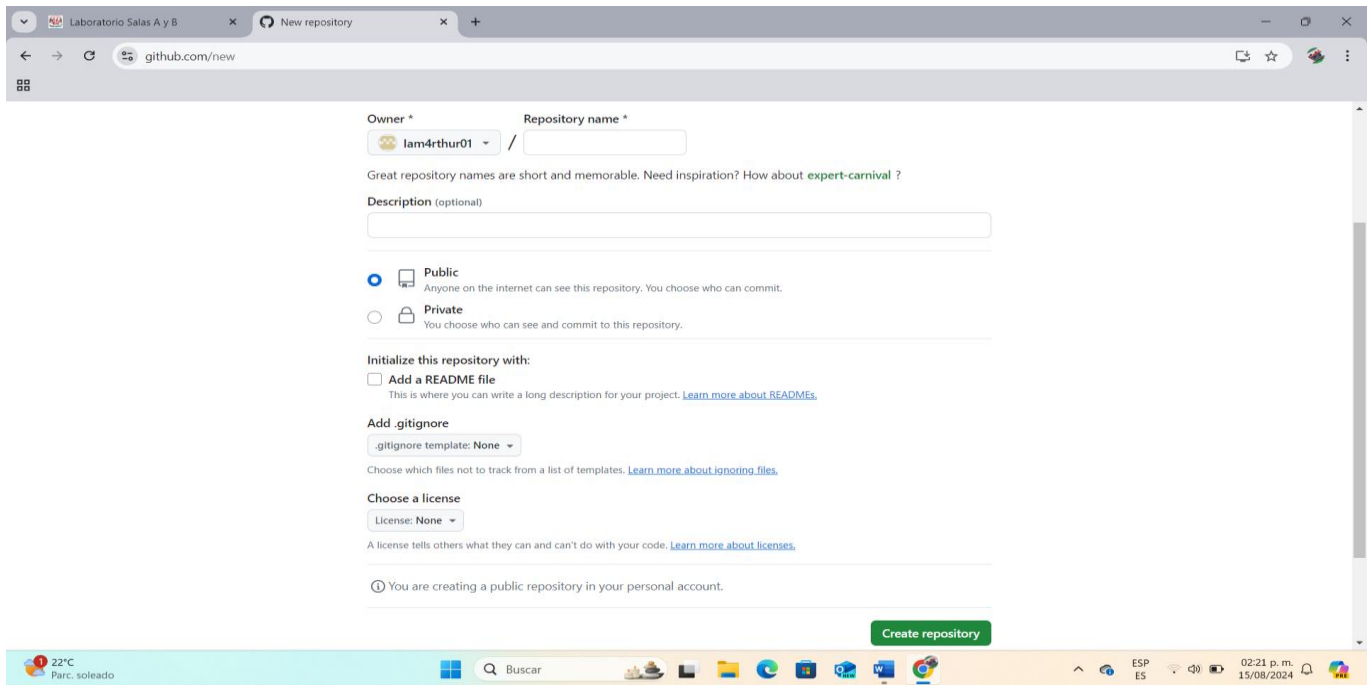 Laboratorio Salas A y B
New repository
github.com/new
Owner *
Repository name *
Iam4rthur01
/
Great repository names are short and memorable. Need inspiration? How about expert-carnival ?
Description (optional)
Public
Anyone on the internet can see this repository. You choose who can commit.
Private
You choose who can see and commit to this repository.
Initialize this repository with:
Add a README file
This is where you can write a long description for your project. Learn more about READMEs.
Add .gitignore
.gitignore template: None
Choose which files not to track from a list of templates. Learn more about ignoring files.
Choose a license
License: None
A license tells others what they can and can't do with your code. Learn more about licenses.
You are creating a public repository in your personal account.
Create repository
1
22°C
Parc. soleado
Buscar
NEW
ESP
ES
02:21 p. m.
15/08/2024
PRE